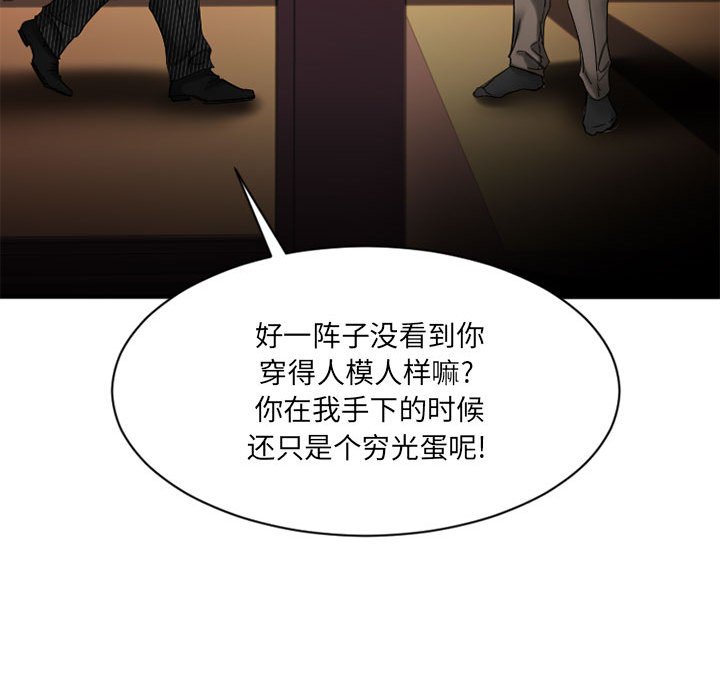 好一阵子没看到你
穿得人模人样嘛?
你在我手下的时候
还只是个穷光蛋呢!